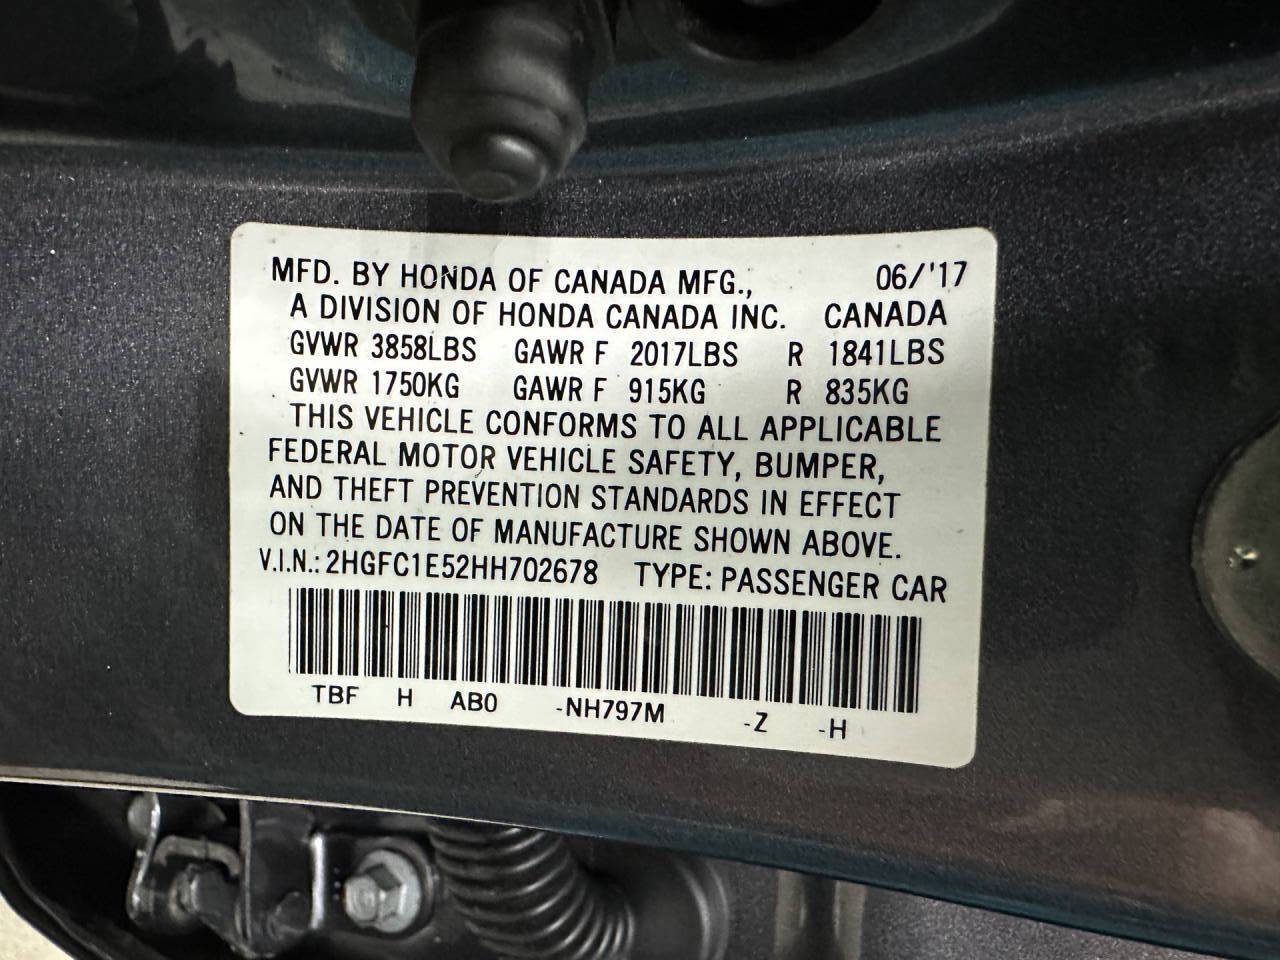 MFD. BY HONDA OF CANADA MFG., 06/'17
A DIVISION OF HONDA CANADA INC. CANADA
GVWR 3858LBS GAWR F 2017LBS R 1841LBS
GVWR 1750KG GAWR F 915KG R 835KG
THIS VEHICLE CONFORMS TO ALL APPLICABLE
FEDERAL MOTOR VEHICLE SAFETY, BUMPER,
AND THEFT PREVENTION STANDARDS IN EFFECT
ON THE DATE OF MANUFACTURE SHOWN ABOVE.
V.I.N.: 2HGFC1E52HH702678 TYPE: PASSENGER CAR
TBF H AB0 -NH797M -Z -H